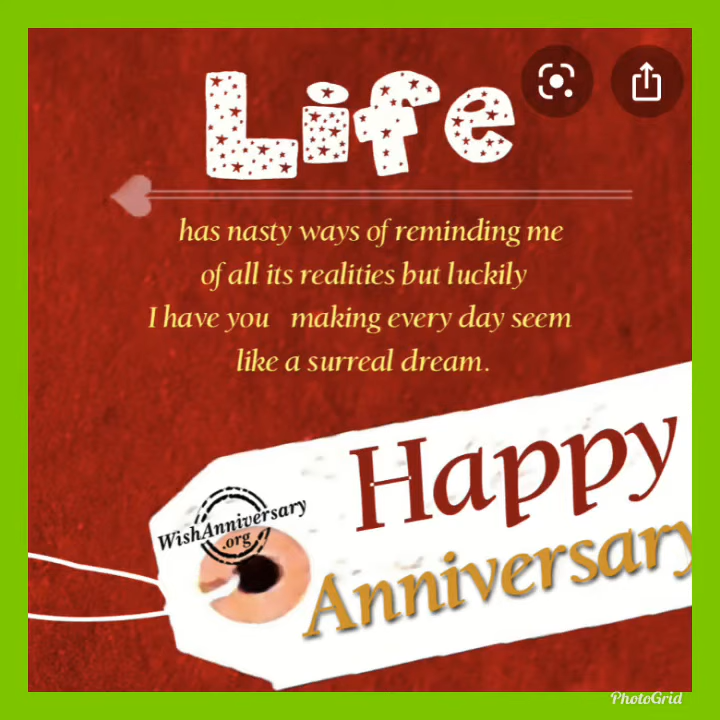 Life
has nasty ways of reminding me
of all its realities but luckily
I have you making every day seem
like a surreal dream.
Happy
Anniversary
WishAnniversary
.org
PhotoGrid